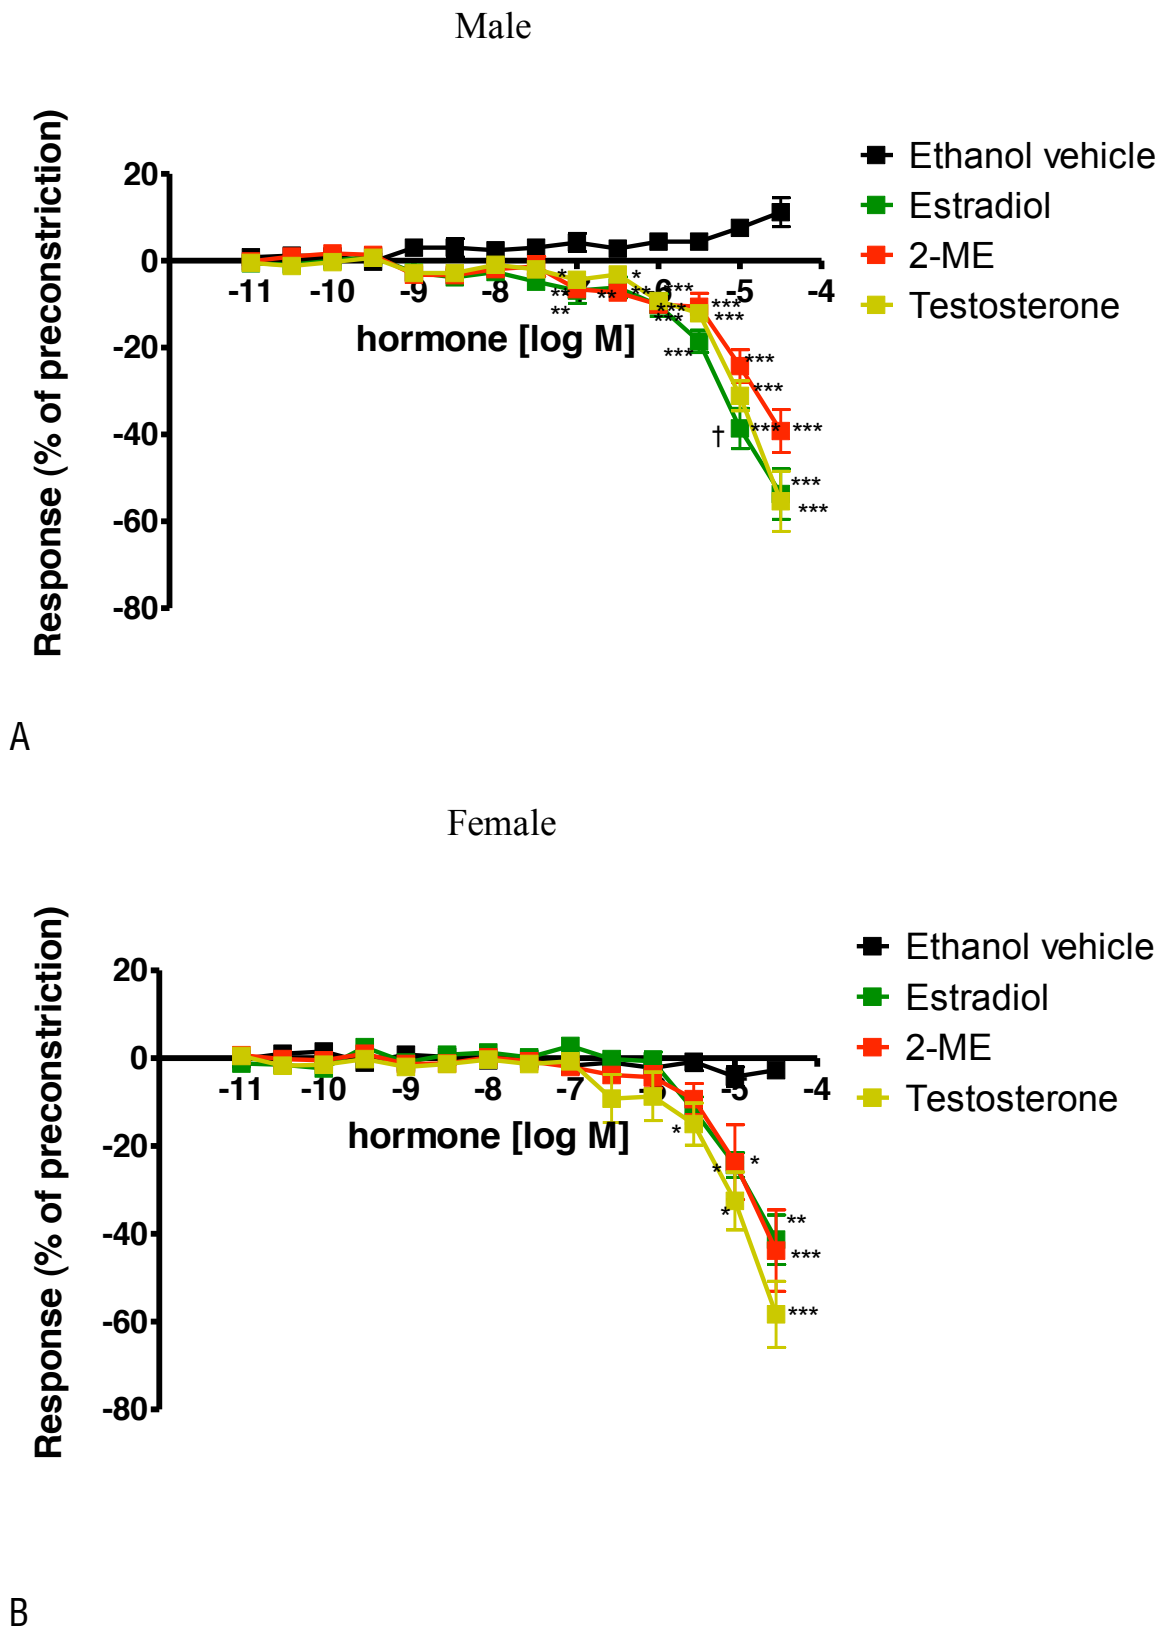 Male
Response (% of preconstriction)
20
0
-20
-40
-60
-80
-11 -10 -9 -8 -7 -6 -5 -4
hormone [log M]
* * *** *** *** *** *** *** *** *** *** *** *** *** ** ** ** **
†
Ethanol vehicle
Estradiol
2-ME
Testosterone
A
Female
Response (% of preconstriction)
20
0
-20
-40
-60
-80
-11 -10 -9 -8 -7 -6 -5 -4
hormone [log M]
* * * * ** *** ***
Ethanol vehicle
Estradiol
2-ME
Testosterone
B